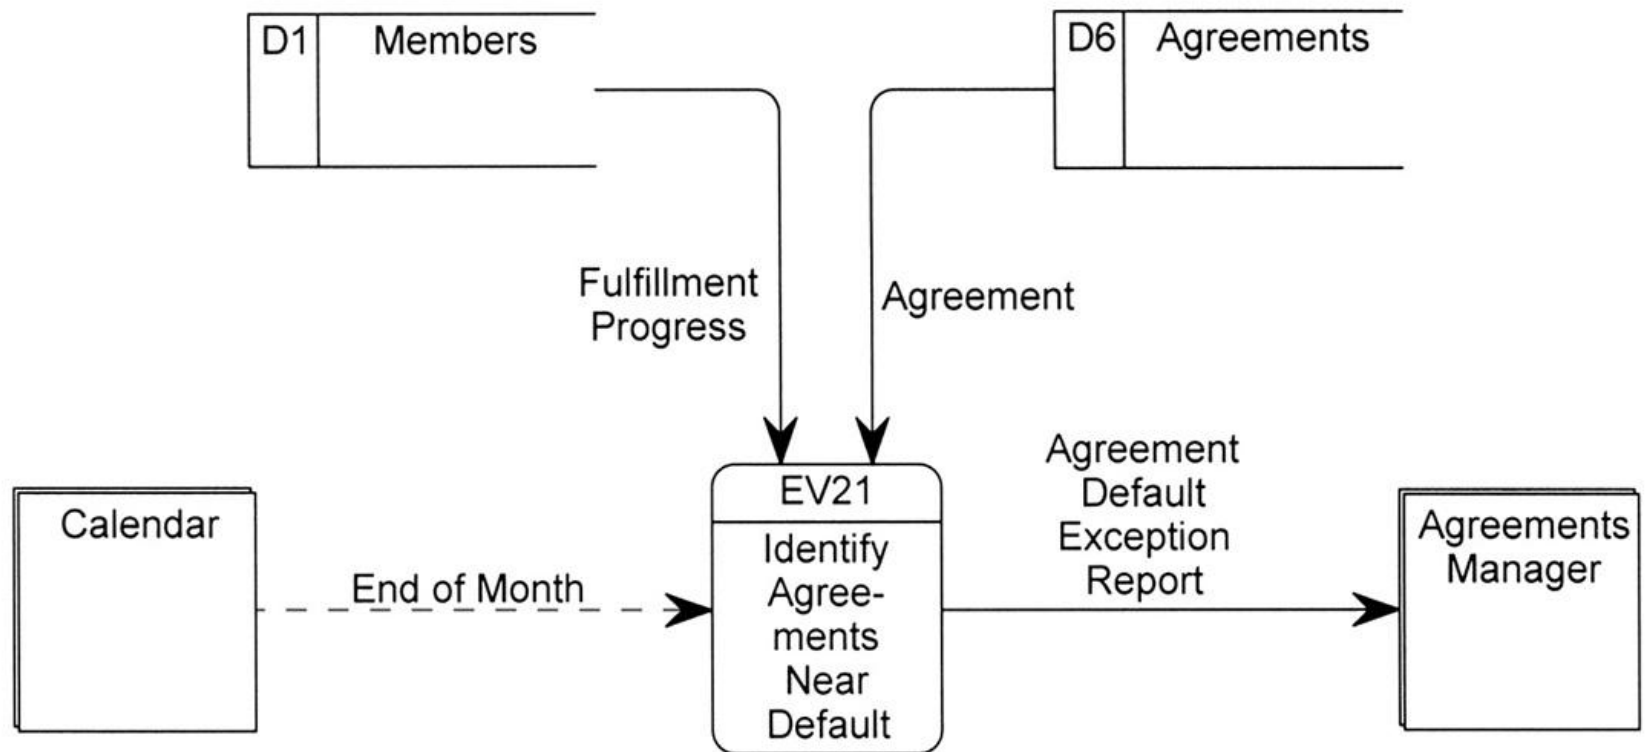 D1 Members
D6 Agreements
Fulfillment
Progress
Agreement
Calendar
End of Month
EV21
Identify
Agree-
ments
Near
Default
Agreement
Default
Exception
Report
Agreements
Manager